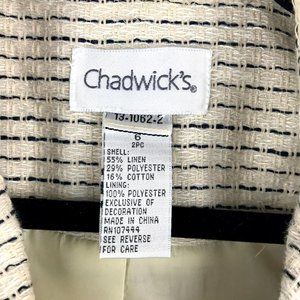 Chadwick's®
13-1062-2
6
2PC
SHELL:
55% LINEN
29% POLYESTER
16% COTTON
LINING:
100% POLYESTER
EXCLUSIVE OF
DECORATION
MADE IN CHINA
RN107444
SEE REVERSE
FOR CARE